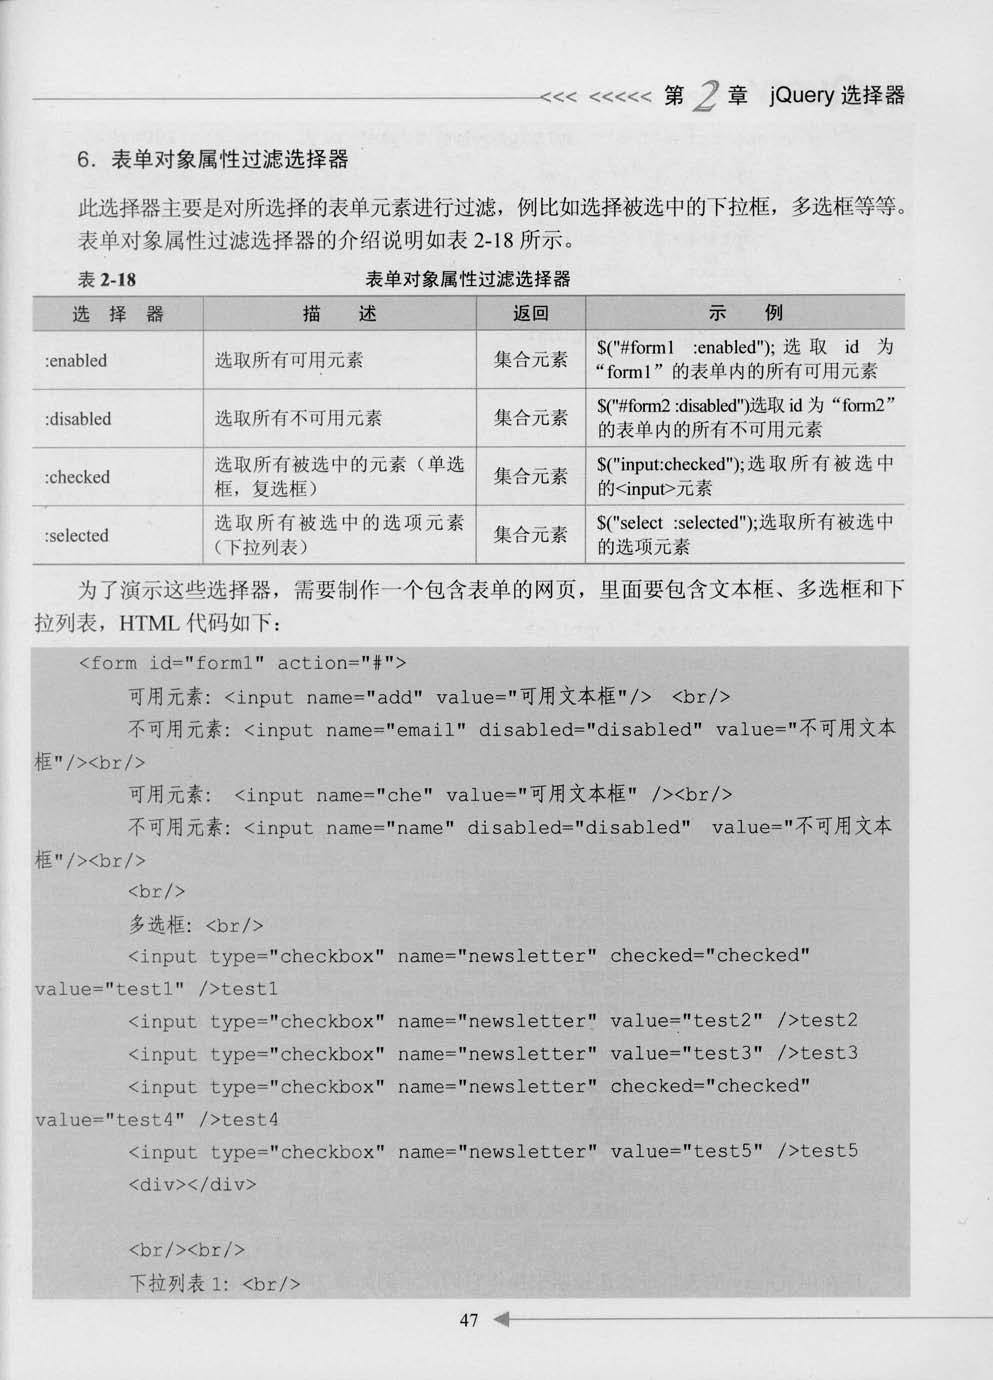 <<< <<<<< 第 2 章 jQuery 选择器
6．表单对象属性过滤选择器
此选择器主要是对所选择的表单元素进行过滤，例比如选择被选中的下拉框，多选框等等。
表单对象属性过滤选择器的介绍说明如表 2-18 所示。
表 2-18 表单对象属性过滤选择器
选 择 器 描 述 返回 示 例
:enabled 选取所有可用元素 集合元素 $("#form1 :enabled"); 选 取 id 为
“form1”的表单内的所有可用元素
:disabled 选取所有不可用元素 集合元素 $("#form2 :disabled")选取 id 为“form2”
的表单内的所有不可用元素
:checked 选取所有被选中的元素（单选
框，复选框） 集合元素 $("input:checked");选取所有被选中
的<input>元素
:selected 选取所有被选中的选项元素
（下拉列表） 集合元素 $("select :selected");选取所有被选中
的选项元素
为了演示这些选择器，需要制作一个包含表单的网页，里面要包含文本框、多选框和下
拉列表，HTML 代码如下：
<form id="form1" action="#">
可用元素：<input name="add" value="可用文本框"/> <br/>
不可用元素：<input name="email" disabled="disabled" value="不可用文本
框"/><br/>
可用元素： <input name="che" value="可用文本框" /><br/>
不可用元素：<input name="name" disabled="disabled" value="不可用文本
框"/><br/>
<br/>
多选框：<br/>
<input type="checkbox" name="newsletter" checked="checked"
value="test1" />test1
<input type="checkbox" name="newsletter" value="test2" />test2
<input type="checkbox" name="newsletter" value="test3" />test3
<input type="checkbox" name="newsletter" checked="checked"
value="test4" />test4
<input type="checkbox" name="newsletter" value="test5" />test5
<div></div>
<br/><br/>
下拉列表 1：<br/>
47